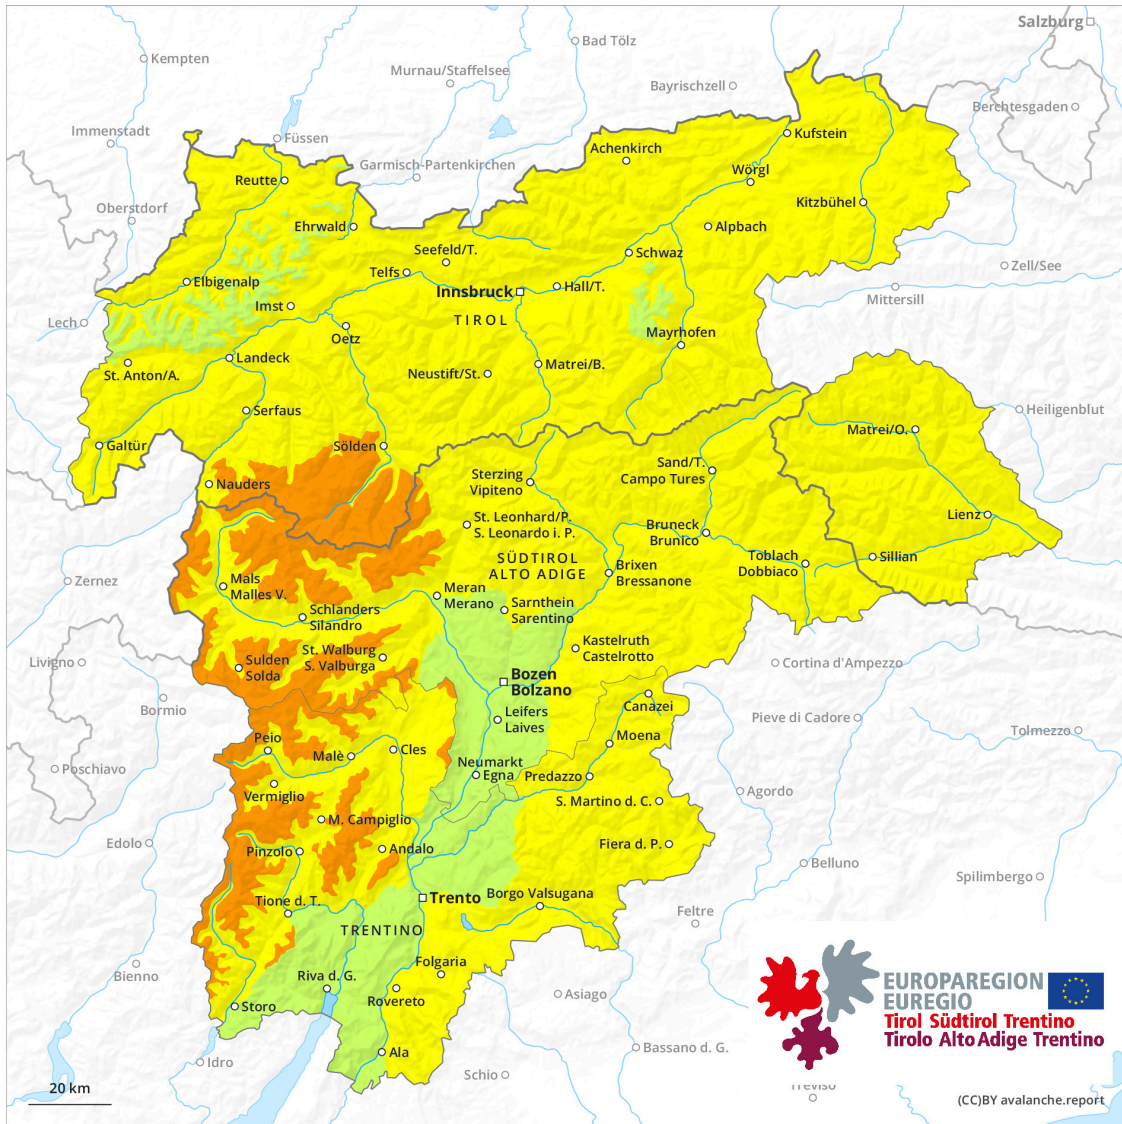 Salzburg
Bad Tölz
Kempten
Murnau/Staffelsee
Bayrischzell
Berchtesgaden
Immenstadt
Füssen
Kufstein
Achenkirch
Garmisch-Partenkirchen
Wörgl
Reutte
Kitzbühel
Oberstdorf
Ehrwald
Alpbach
Seefeld/T.
Schwaz
Telfs
Zell/See
Elbigenalp
Innsbruck
Hall/T.
Mittersill
Imst
TIROL
Lech
Oetz
Mayrhofen
Landeck
St. Anton/A.
Neustift/St.
Matrei/B.
Serfaus
Heiligenblut
Matrei/O.
Galtür
Sölden
Sterzing
Vipiteno
Sand/T.
Campo Tures
Nauders
St. Leonhard/P.
S. Leonardo i. P.
Lienz
Bruneck
Brunico
SÜDTIROL
ALTO ADIGE
Toblach
Dobbiaco
Sillian
Brixen
Bressanone
Zernez
Mals
Malles V.
Meran
Merano
Sarnthein
Sarentino
Schlanders
Silandro
Kastelruth
Castelrotto
St. Walburg
S. Valburga
Livigno
Sulden
Solda
Cortina d'Ampezzo
Bozen
Bolzano
Bormio
Canazei
Leifers
Laives
Pieve di Cadore
Tolmezzo
Moena
Peio
Malè
Cles
Poschiavo
Neumarkt
Egna
Predazzo
Vermiglio
Agordo
S. Martino d. C.
M. Campiglio
Edolo
Pinzolo
Andalo
Fiera d. P.
Belluno
Spilimbergo
Tione d. T.
Trento
Borgo Valsugana
Feltre
TRENTINO
Folgaria
Bienno
Riva d. G.
Rovereto
Asiago
Storo
EUROPAREGION
EUREGIO
Tirol Südtirol Trentino
Tirolo Alto Adige Trentino
Ala
Bassano d. G.
Idro
Schio
Treviso
20 km
(CC)BY avalanche.report